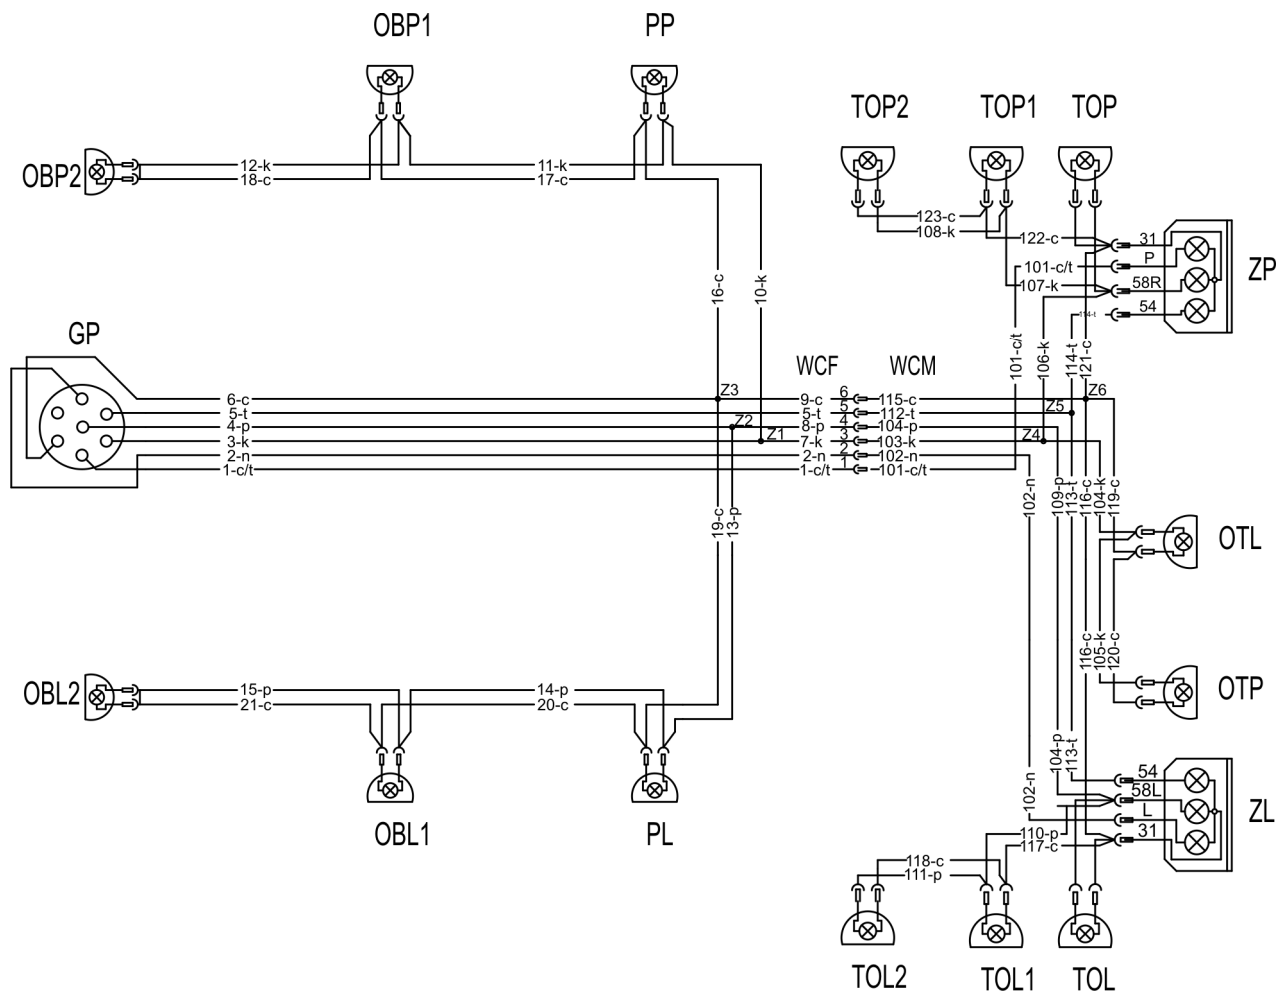 OBP1
PP
TOP2
TOP1
TOP
OBP2
12-k
18-c
11-k
17-c
123-c
108-k
122-c
31
101-c/t
P
107-k
58R
54
114-t
ZP
16-c
10-k
101-c/t
106-k
114-t
121-c
GP
WCF
WCM
Z3
Z6
6-c
9-c
6
115-c
5-t
5-t
5
112-t
Z5
4-p
Z2
8-p
4
104-p
3-k
Z1
7-k
3
103-k
Z4
2-n
2-n
2
102-n
1-c/t
1-c/t
1
101-c/t
19-c
13-p
102-n
109-p
113-t
116-c
104-k
119-c
OTL
116-c
105-k
120-c
OTP
OBL2
15-p
21-c
14-p
20-c
104-p
113-t
102-n
54
58L
L
31
ZL
OBL1
PL
110-p
117-c
118-c
111-p
TOL2
TOL1
TOL